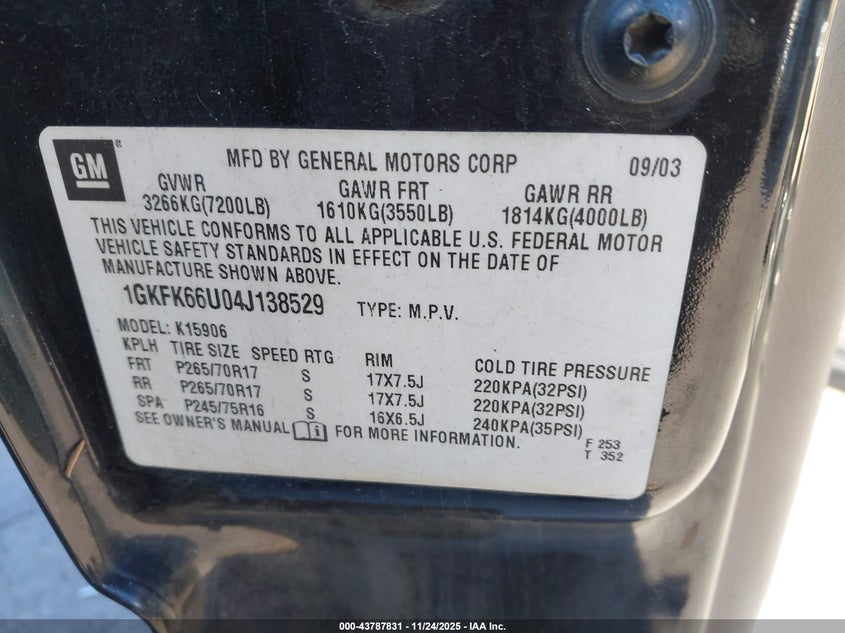 GM ®
MFD BY GENERAL MOTORS CORP 09/03
GVWR GAWR FRT GAWR RR
3266KG(7200LB) 1610KG(3550LB) 1814KG(4000LB)
THIS VEHICLE CONFORMS TO ALL APPLICABLE U.S. FEDERAL MOTOR
VEHICLE SAFETY STANDARDS IN EFFECT ON THE DATE OF
MANUFACTURE SHOWN ABOVE.
1GKFK66U04J138529 TYPE: M.P.V.
MODEL: K15906
KPLH TIRE SIZE SPEED RTG RIM COLD TIRE PRESSURE
FRT P265/70R17 S 17X7.5J 220KPA(32PSI)
RR P265/70R17 S 17X7.5J 220KPA(32PSI)
SPA P245/75R16 S 16X6.5J 240KPA(35PSI)
SEE OWNER'S MANUAL i FOR MORE INFORMATION. F 253
T 352
000-43787831 - 11/24/2025 - IAA Inc.